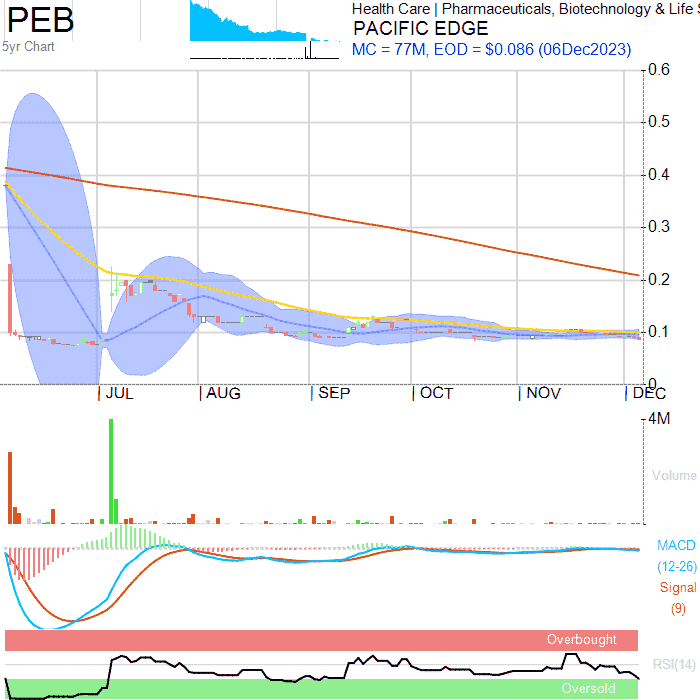 PEB
5yr Chart
Health Care | Pharmaceuticals, Biotechnology & Life S
PACIFIC EDGE
MC = 77M, EOD = $0.086 (06Dec2023)
0.6
0.5
0.4
0.3
0.2
0.1
0
JUL AUG SEP OCT NOV DEC
4M
Volume
MACD
(12-26)
Signal
(9)
Overbought
RSI(14)
Oversold